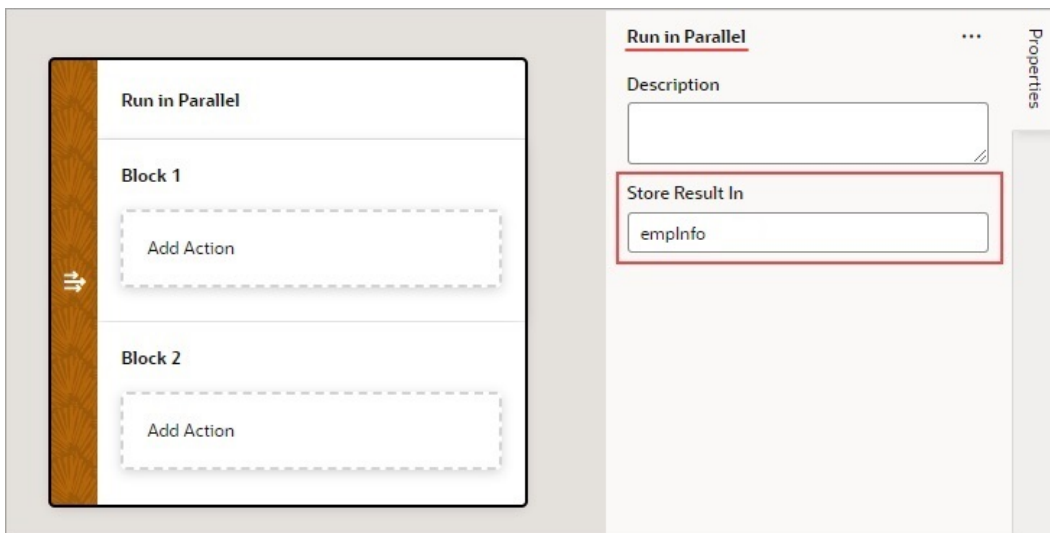 Run in Parallel
Block 1
Add Action
Block 2
Add Action
Run in Parallel
...
Description
Store Result In
empInfo
Properties